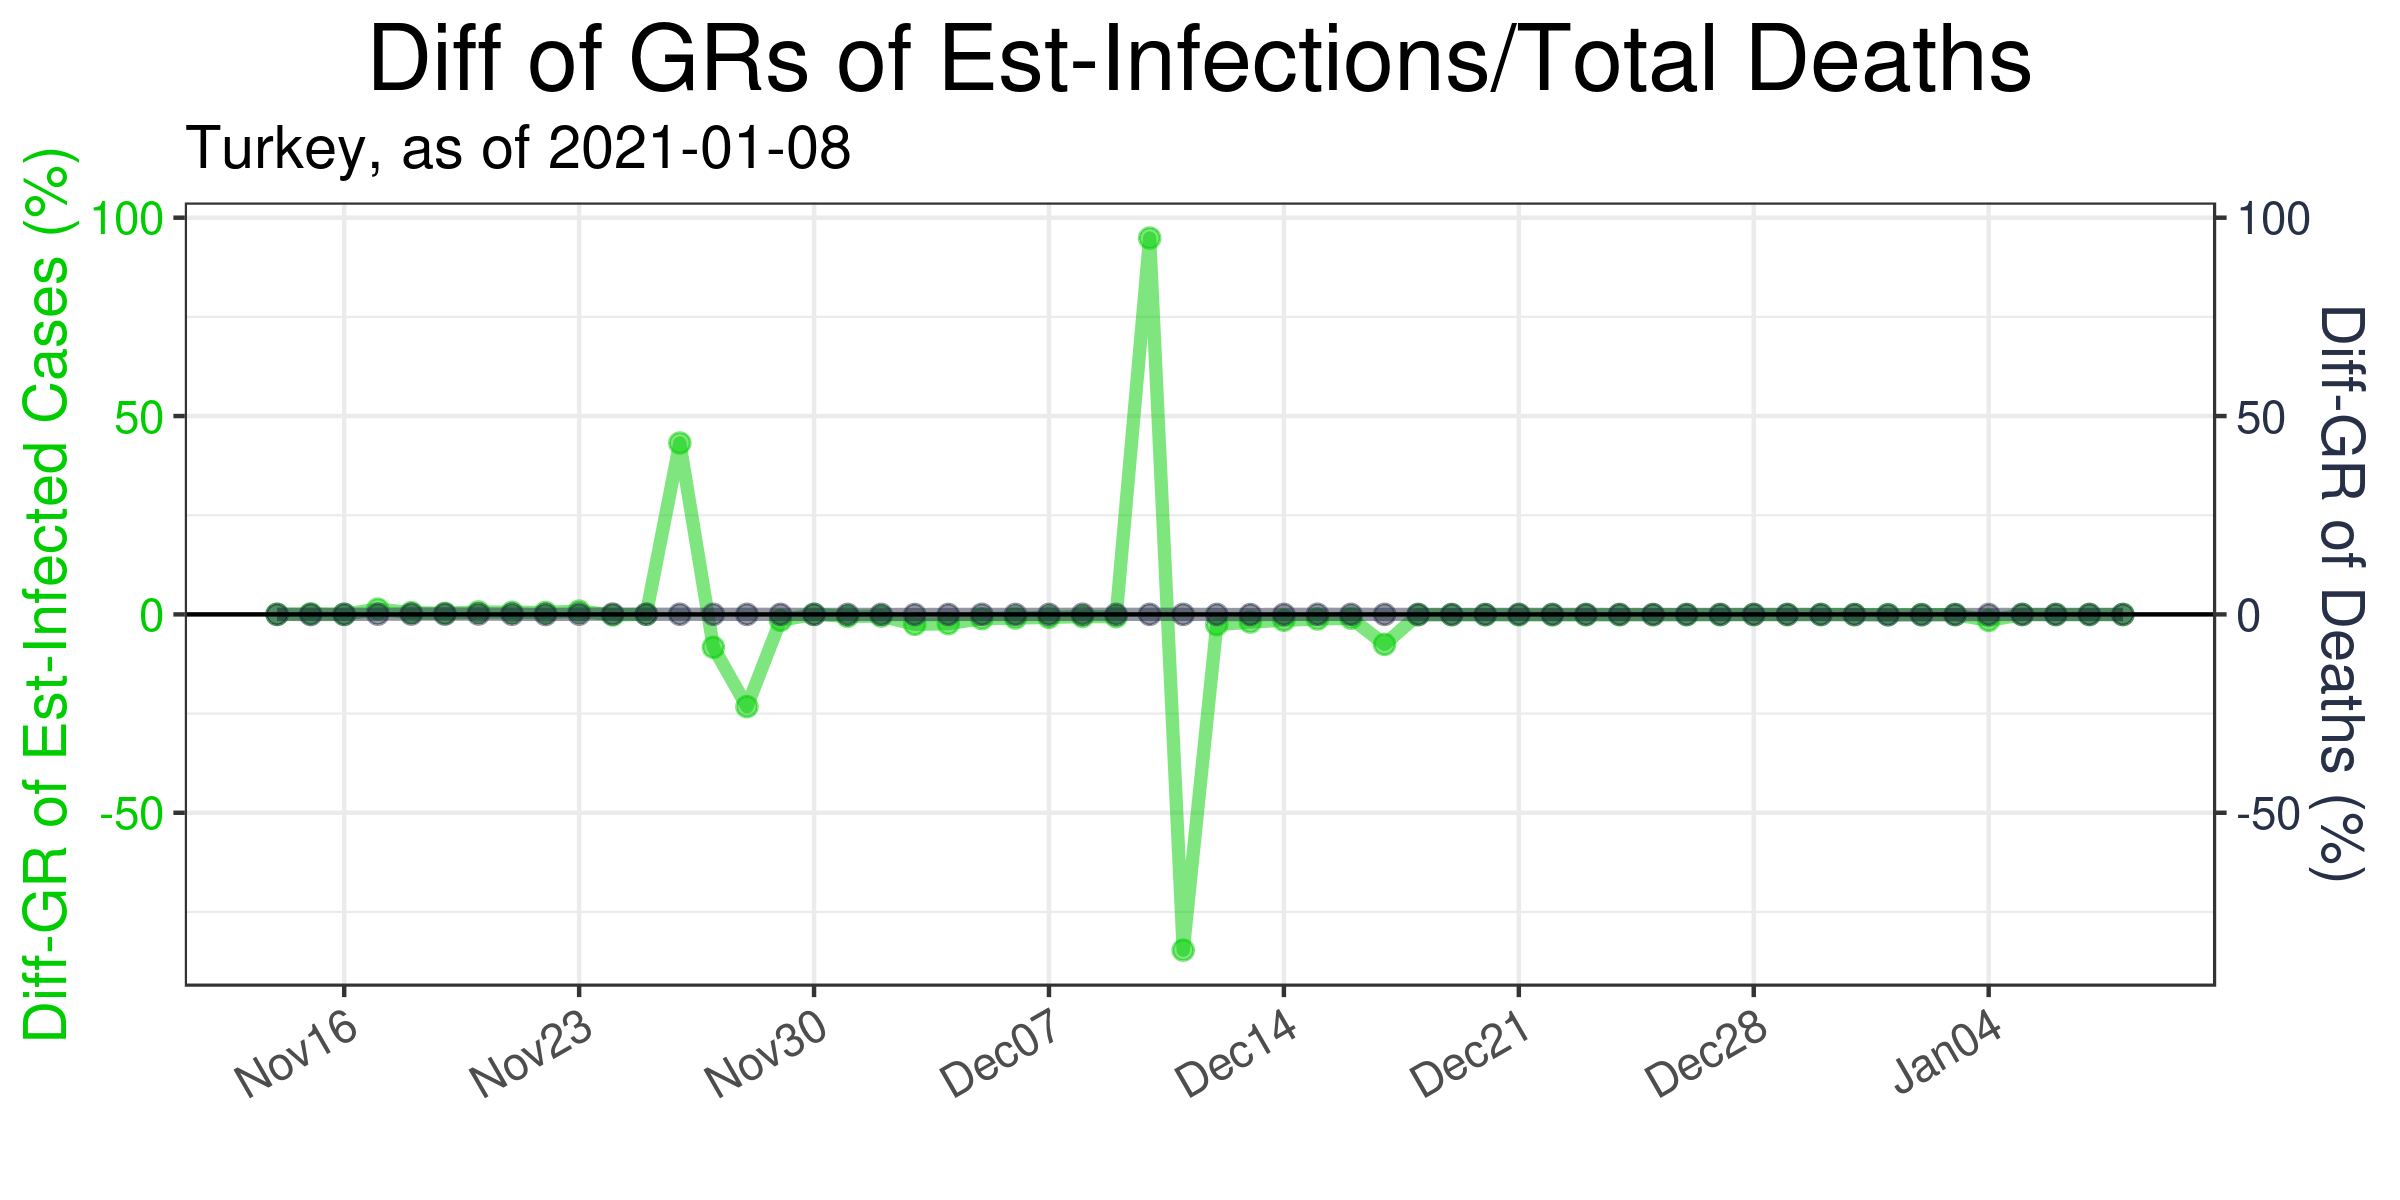 Diff of GRs of Est-Infections/Total Deaths
Turkey, as of 2021-01-08
Diff-GR of Est-Infected Cases (%)
100
50
0
-50
100
50
0
-50
Diff-GR of Deaths (%)
Nov16
Nov23
Nov30
Dec07
Dec14
Dec21
Dec28
Jan04